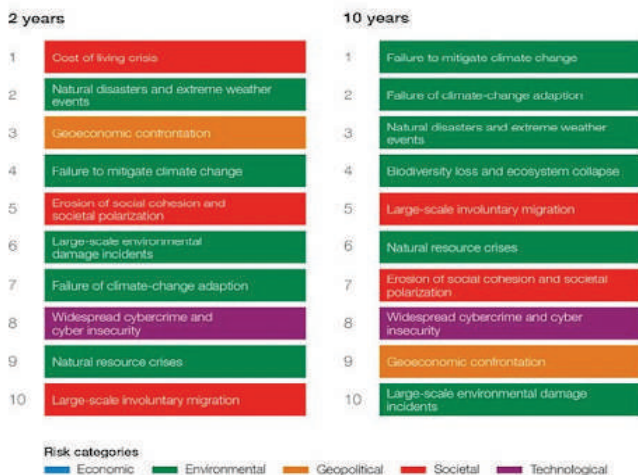 2 years
1 Cost of living crisis
2 Natural disasters and extreme weather
events
3 Geoeconomic confrontation
4 Failure to mitigate climate change
5 Erosion of social cohesion and
societal polarization
6 Large-scale environmental
damage incidents
7 Failure of climate-change adaption
8 Widespread cybercrime and
cyber insecurity
9 Natural resource crises
10 Large-scale involuntary migration
10 years
1 Failure to mitigate climate change
2 Failure of climate-change adaption
3 Natural disasters and extreme weather
events
4 Biodiversity loss and ecosystem collapse
5 Large-scale involuntary migration
6 Natural resource crises
7 Erosion of social cohesion and societal
polarization
8 Widespread cybercrime and cyber
insecurity
9 Geoeconomic confrontation
10 Large-scale environmental damage
incidents
Risk categories
Economic Environmental Geopolitical Societal Technological